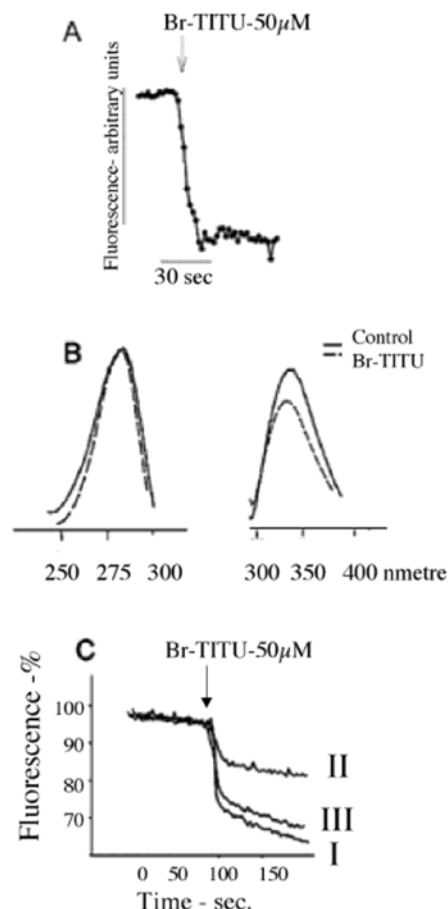 A
Br-TITU-50µM
Fluorescence- arbitrary units
30 sec
B
Control
Br-TITU
250 275 300 300 350 400 nmetre
C
Br-TITU-50µM
Fluorescence -%
100
90
80
70
II
III
I
0 50 100 150
Time - sec.